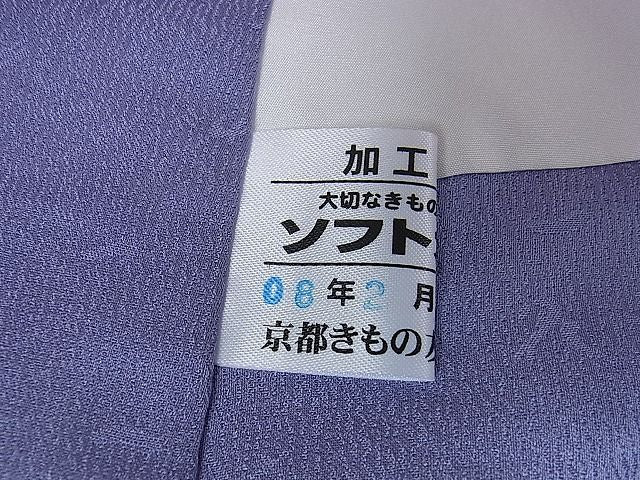 加工
大切なきもの
ソフト
08年2月
京都きもの